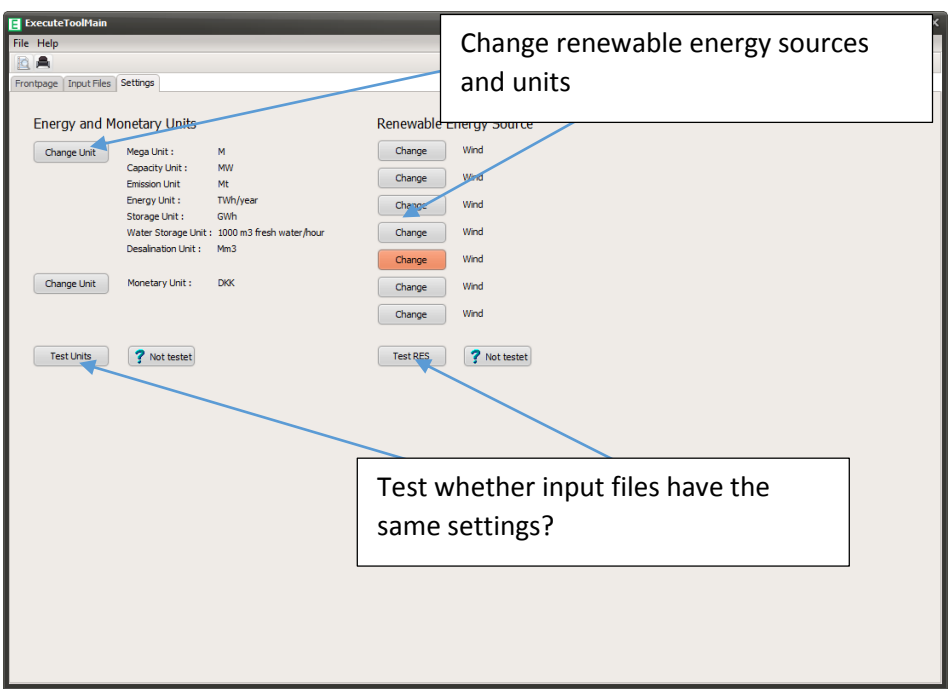 ExecuteToolMain
File Help
Frontpage Input Files Settings
Change renewable energy sources
and units
Energy and Monetary Units
Change Unit
Mega Unit : M
Capacity Unit : MW
Emission Unit Mt
Energy Unit : TWh/year
Storage Unit : GWh
Water Storage Unit : 1000 m3 fresh water/hour
Desalination Unit : Mm3
Change Unit Monetary Unit : DKK
Test Units ? Not testet
Renewable Energy Source
Change Wind
Change Wind
Change Wind
Change Wind
Change Wind
Change Wind
Change Wind
Test RES ? Not testet
Test whether input files have the
same settings?